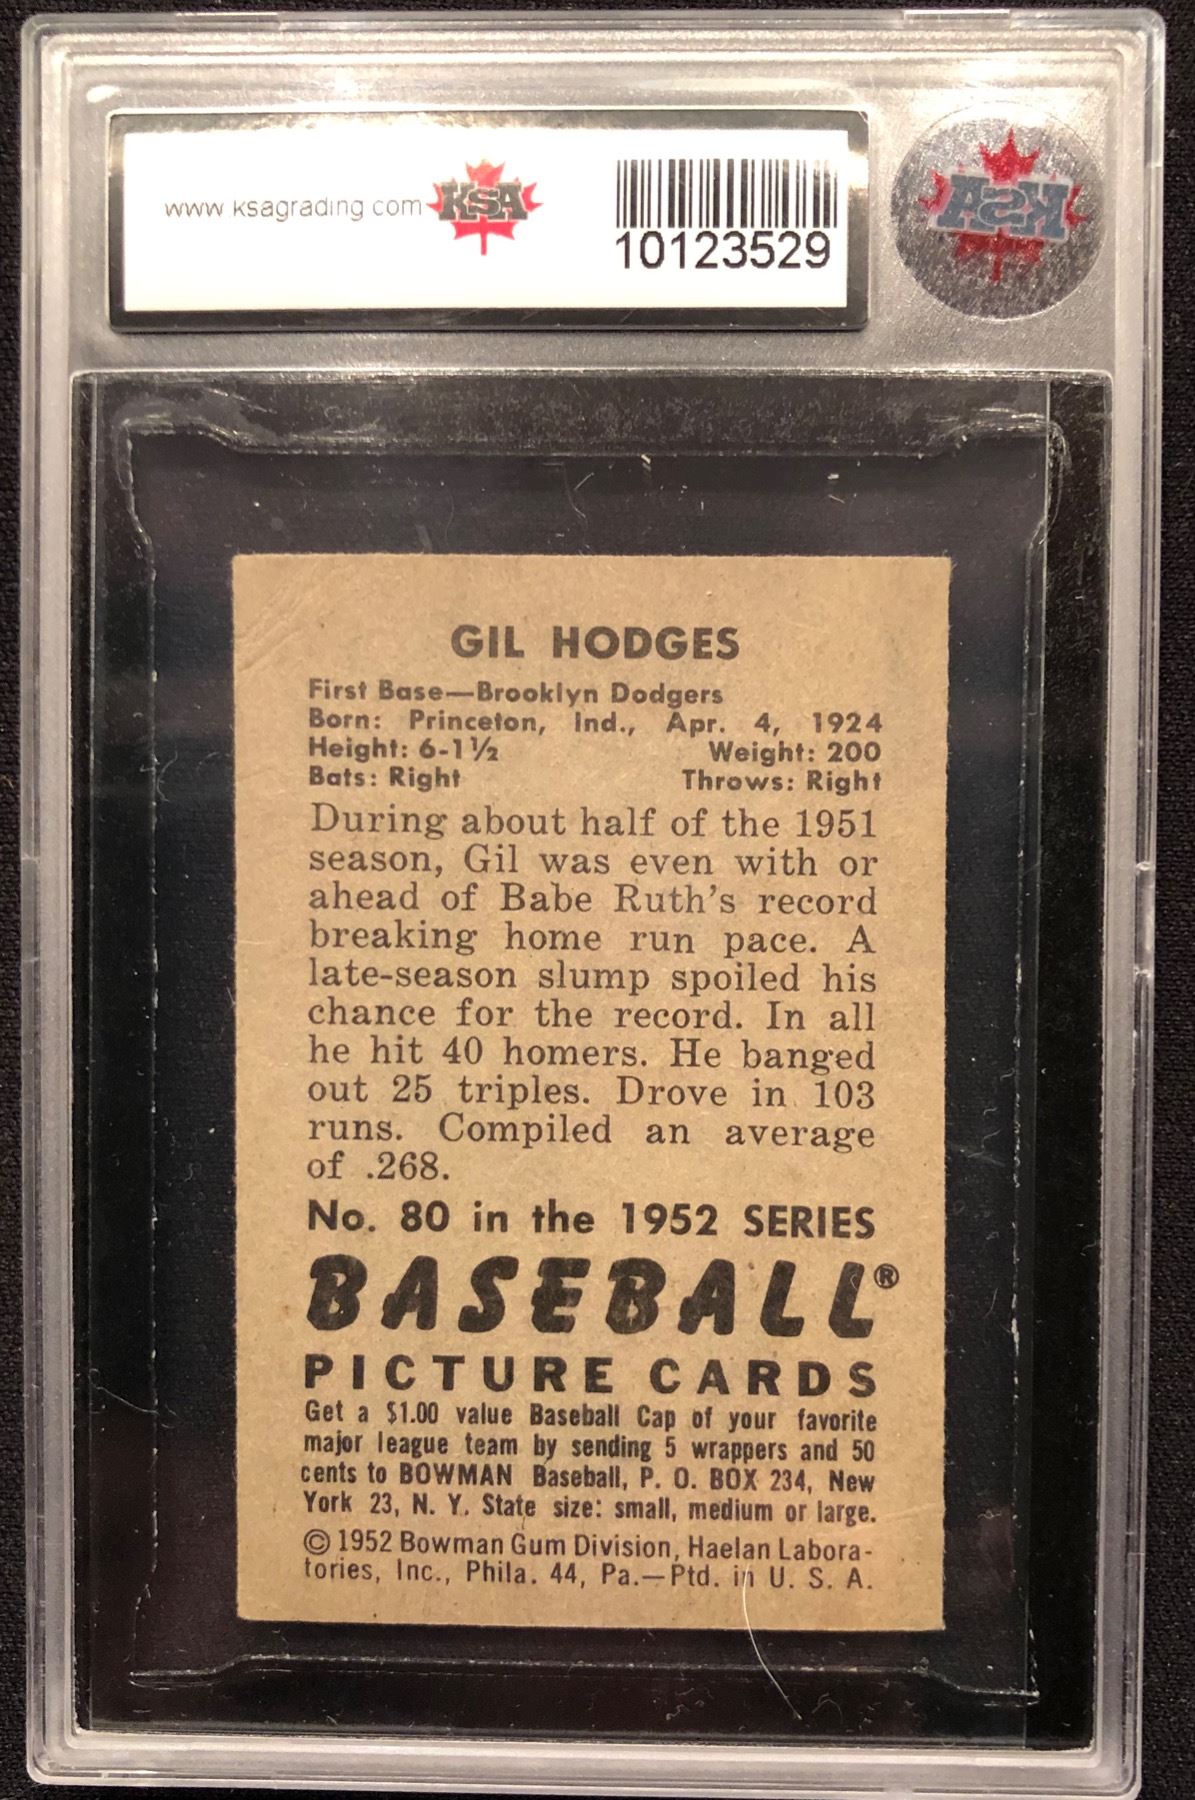 www.ksagrading.com KSA
10123529
KSA
GIL HODGES
First Base—Brooklyn Dodgers
Born: Princeton, Ind., Apr. 4, 1924
Height: 6-1½ Weight: 200
Bats: Right Throws: Right
During about half of the 1951
season, Gil was even with or
ahead of Babe Ruth's record
breaking home run pace. A
late-season slump spoiled his
chance for the record. In all
he hit 40 homers. He banged
out 25 triples. Drove in 103
runs. Compiled an average
of .268.
No. 80 in the 1952 SERIES
BASEBALL®
PICTURE CARDS
Get a $1.00 value Baseball Cap of your favorite
major league team by sending 5 wrappers and 50
cents to BOWMAN Baseball, P. O. BOX 234, New
York 23, N. Y. State size: small, medium or large.
© 1952 Bowman Gum Division, Haelan Labora-
tories, Inc., Phila. 44, Pa.—Ptd. in U. S. A.